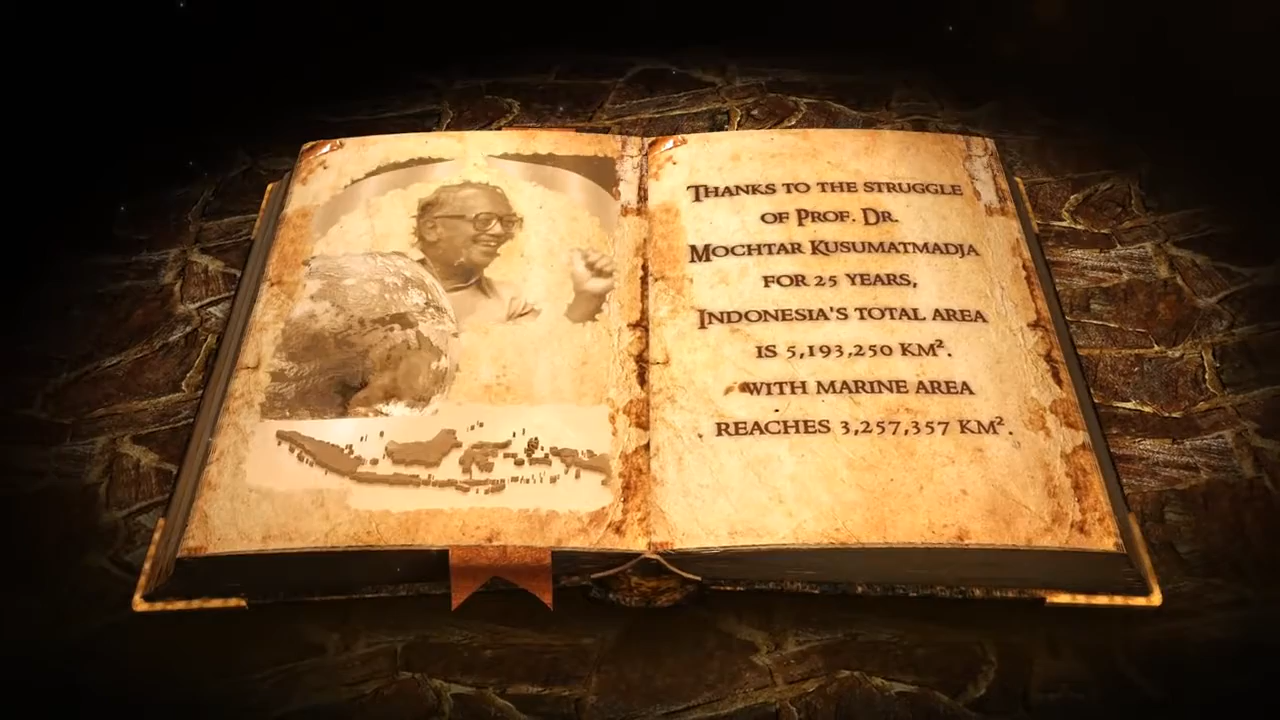 Thanks to the struggle
of Prof. Dr.
Mochtar Kusumatmadja
for 25 years,
Indonesia's total area
is 5,193,250 km².
with marine area
reaches 3,257,357 km².